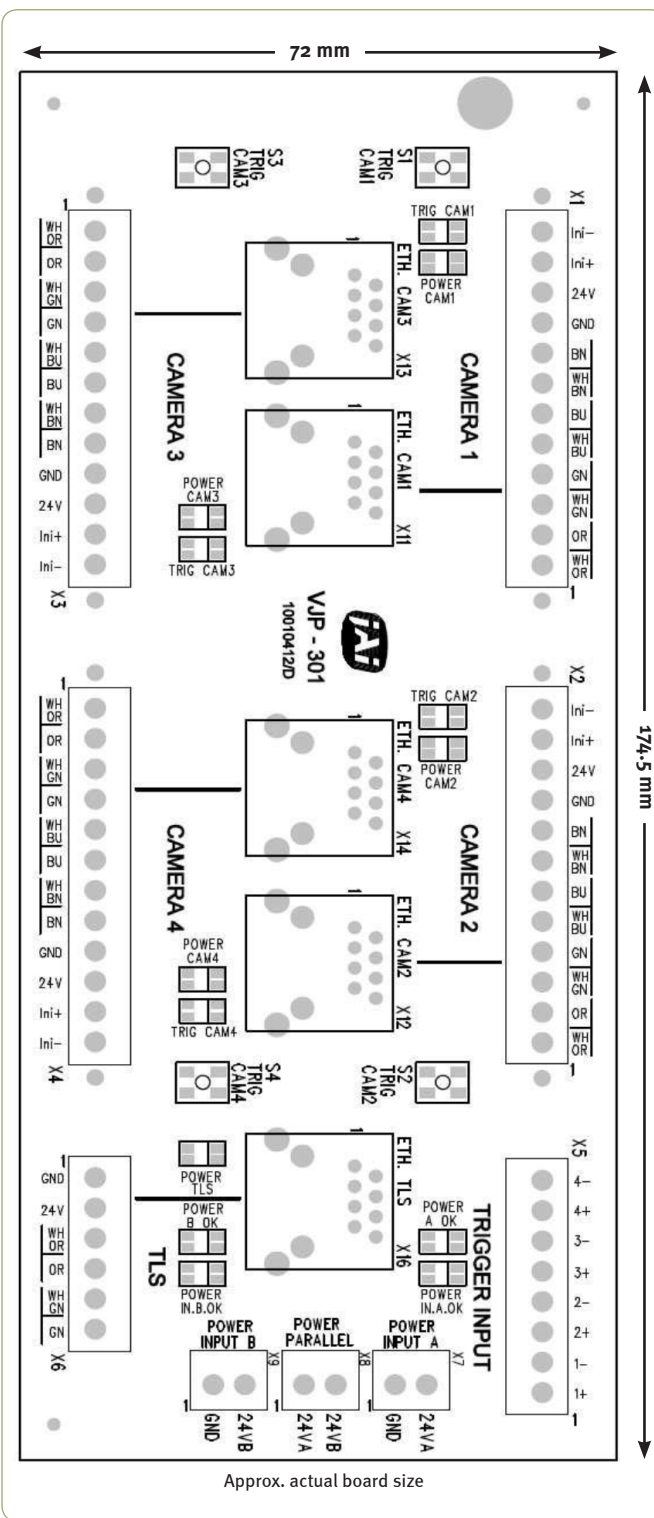 72 mm
174.5 mm
S3
TRIG
CAM3
S1
TRIG
CAM1
1
WH
OR
OR
WH
GN
GN
WH
BU
BU
WH
BN
BN
GND
24V
Ini+
Ini-
X3
CAMERA 3
1
ETH. CAM3
X13
1
ETH. CAM1
X11
POWER
CAM3
TRIG CAM3
TRIG CAM1
POWER
CAM1
CAMERA 1
X1
Ini-
Ini+
24V
GND
BN
WH
BN
BU
WH
BU
GN
WH
GN
OR
WH
OR
1
JAI
VJP - 301
10010412/D
1
WH
OR
OR
WH
GN
GN
WH
BU
BU
WH
BN
BN
GND
24V
Ini+
Ini-
X4
CAMERA 4
1
ETH. CAM4
X14
1
ETH. CAM2
X12
POWER
CAM4
TRIG CAM4
TRIG CAM2
POWER
CAM2
CAMERA 2
X2
Ini-
Ini+
24V
GND
BN
WH
BN
BU
WH
BU
GN
WH
GN
OR
WH
OR
1
S4
TRIG
CAM4
S2
TRIG
CAM2
1
GND
24V
WH
OR
OR
WH
GN
GN
X6
POWER
TLS
POWER
B OK
POWER
IN.B.OK
TLS
1
ETH. TLS
X16
POWER
A OK
POWER
IN.A.OK
TRIGGER INPUT
X5
4-
4+
3-
3+
2-
2+
1-
1+
1
POWER
INPUT B
X9
1
GND
24VB
POWER
PARALLEL
X8
1
24VA
24VB
POWER
INPUT A
X7
1
GND
24VA
Approx. actual board size